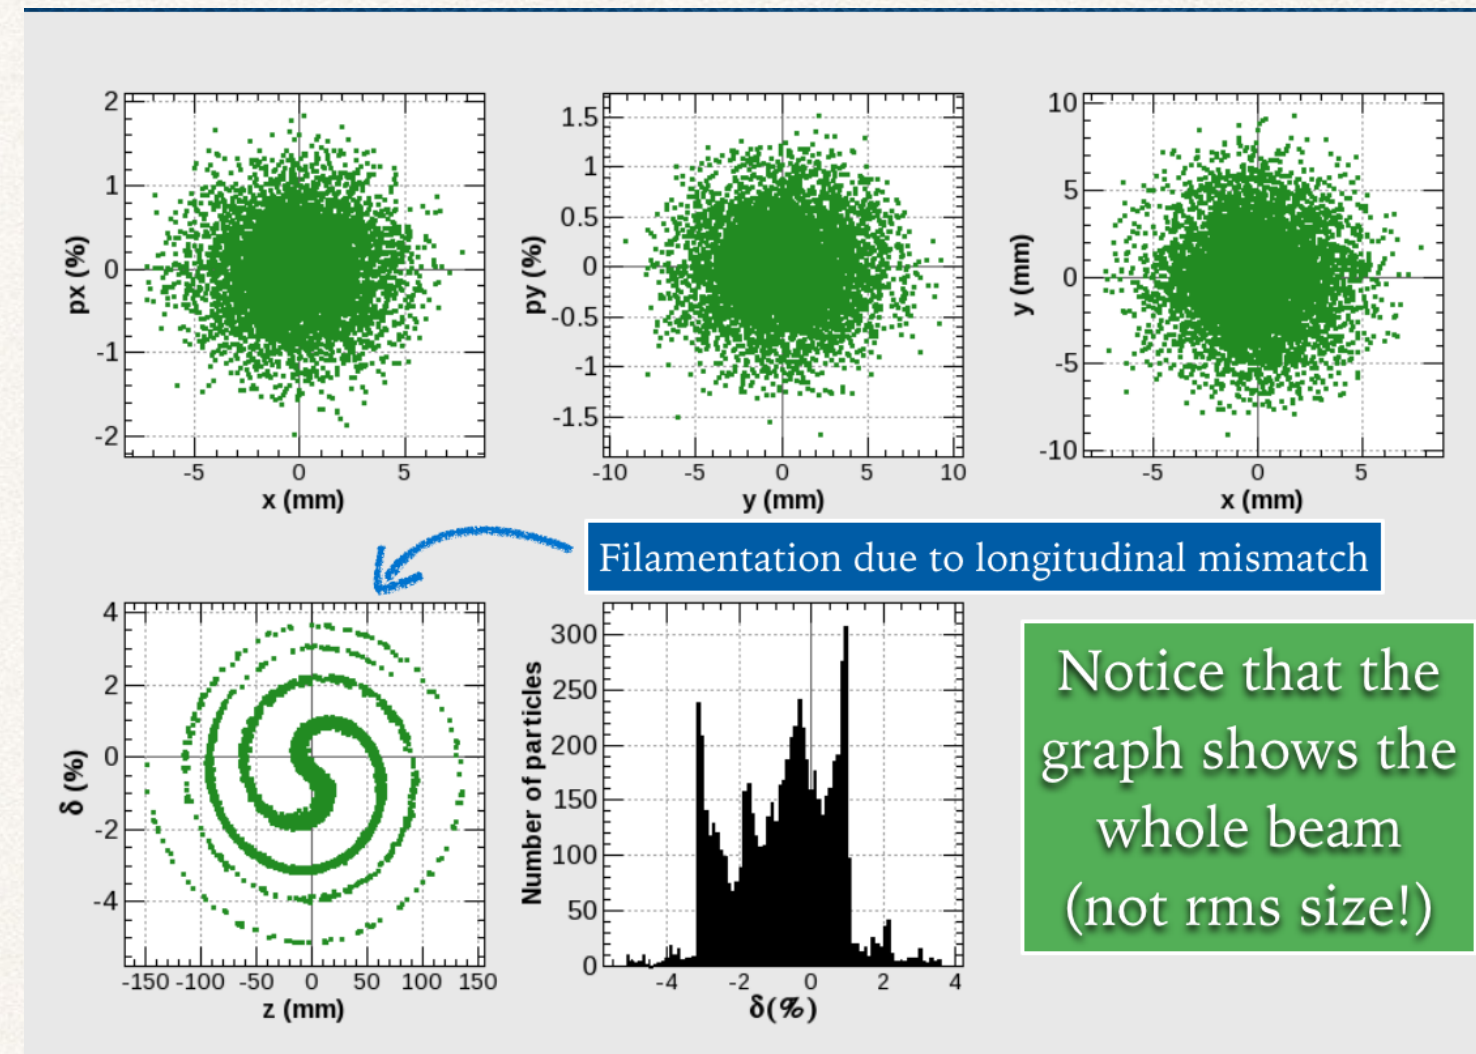 2
1
0
-1
-2
px (%)
-5 0 5
x (mm)
1.5
1
0.5
0
-0.5
-1
-1.5
py (%)
-10 -5 0 5 10
y (mm)
10
5
0
-5
-10
y (mm)
-5 0 5
x (mm)
Filamentation due to longitudinal mismatch
4
2
0
-2
-4
δ (%)
-150 -100 -50 0 50 100 150
z (mm)
300
250
200
150
100
50
0
Number of particles
-4 -2 0 2 4
δ(%)
Notice that the
graph shows the
whole beam
(not rms size!)